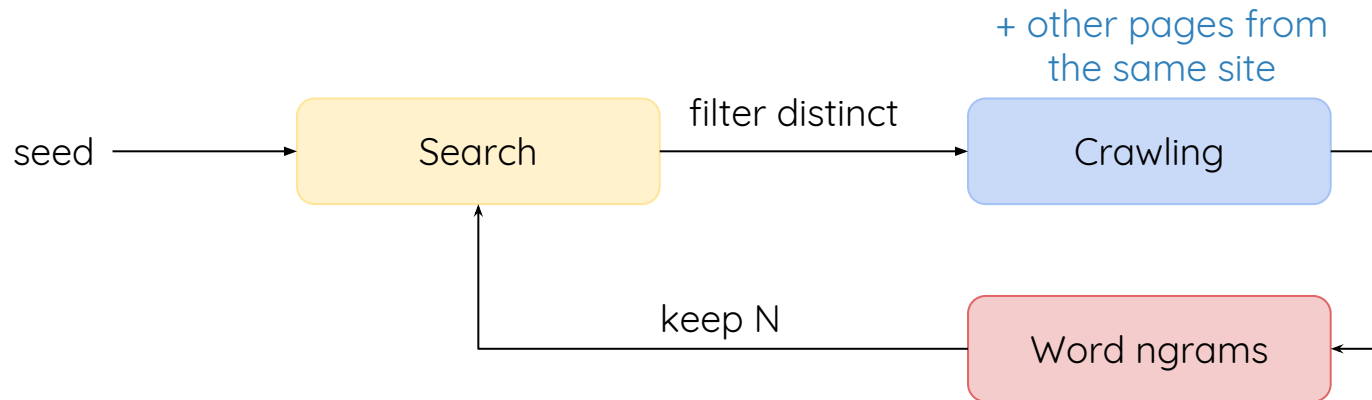 + other pages from
the same site
seed
Search
filter distinct
Crawling
keep N
Word ngrams